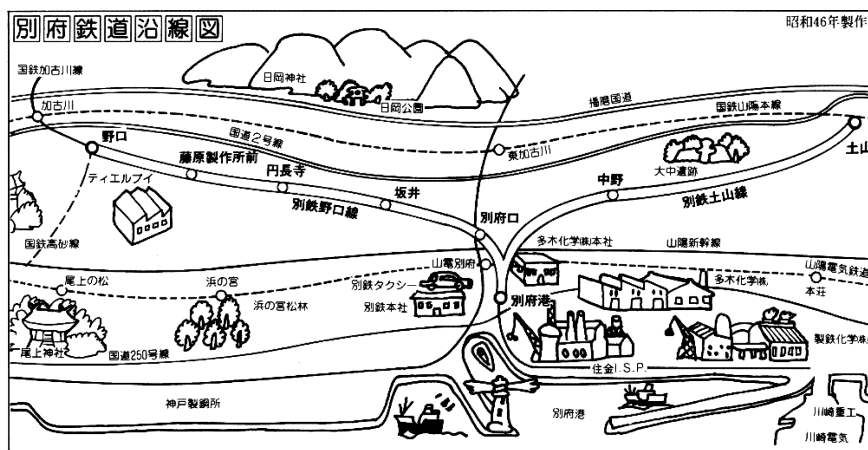 別府鉄道沿線図
昭和46年製作
国鉄加古川線
加古川
日岡神社
日岡公園
播磨国道
国鉄山陽本線
国道2号線
野口
東加古川
土山
藤原製作所前
円長寺
大中遺跡
ティエルブイ
坂井
中野
別鉄野口線
別鉄土山線
別府口
国鉄高砂線
多木化学㈱本社
山陽新幹線
山電別府
山陽電気鉄道
尾上の松
浜の宮
別鉄タクシー
多木化学㈱
本荘
浜の宮松林
別鉄本社
別府港
尾上神社
国道250号線
製鉄化学㈱
住金I.S.P.
神戸製鋼所
別府港
川崎重工
川崎電気